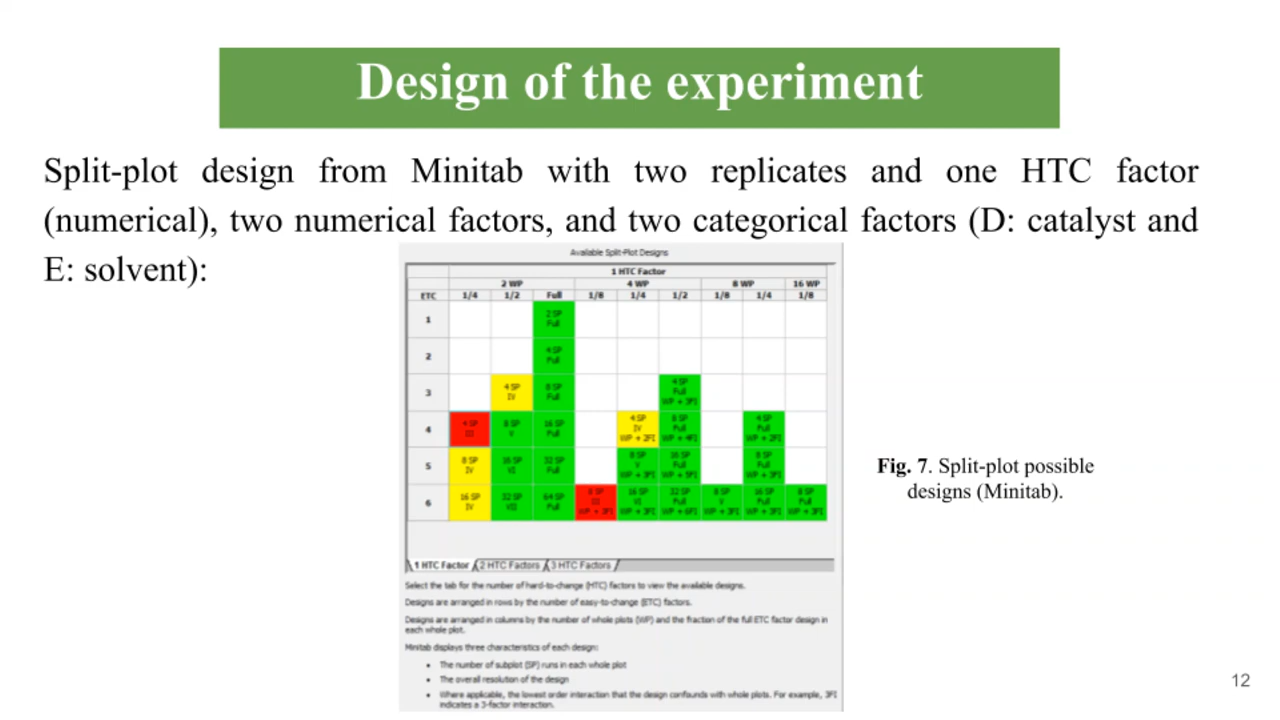 Design of the experiment
Split-plot design from Minitab with two replicates and one HTC factor
(numerical), two numerical factors, and two categorical factors (D: catalyst and
E: solvent):
Available Split-Plot Designs
1 HTC Factor
2 WP 4 WP 8 WP 16 WP
ETC 1/4 1/2 Full 1/8 1/4 1/2 1/8 1/4 1/8
1 2 SP Full
2 4 SP Full
3 4 SP IV 8 SP Full 4 SP Full WP + 3FI
4 4 SP III 8 SP V 16 SP Full 4 SP IV WP + 2FI 8 SP Full WP + 4FI 4 SP Full WP + 2FI
5 8 SP IV 16 SP VI 32 SP Full 8 SP V WP + 3FI 16 SP Full WP + 5FI 8 SP Full WP + 3FI
6 16 SP IV 32 SP VII 64 SP Full 8 SP III 16 SP VI WP + 3FI 32 SP Full WP + 6FI 8 SP V WP + 3FI 16 SP Full WP + 3FI 8 SP Full WP + 3FI
1 HTC Factor 2 HTC Factors 3 HTC Factors
Select the tab for the number of hard-to-change (HTC) factors to view the available designs.
Designs are arranged in rows by the number of easy-to-change (ETC) factors.
Designs are arranged in columns by the number of whole plots (WP) and the fraction of the full ETC factor design in
each whole plot.
Minitab displays three characteristics of each design:
• The number of subplot (SP) runs in each whole plot
• The overall resolution of the design
• Where applicable, the lowest order interaction that the design confounds with whole plots. For example, 3FI
indicates a 3-factor interaction.
Fig. 7. Split-plot possible
designs (Minitab).
12